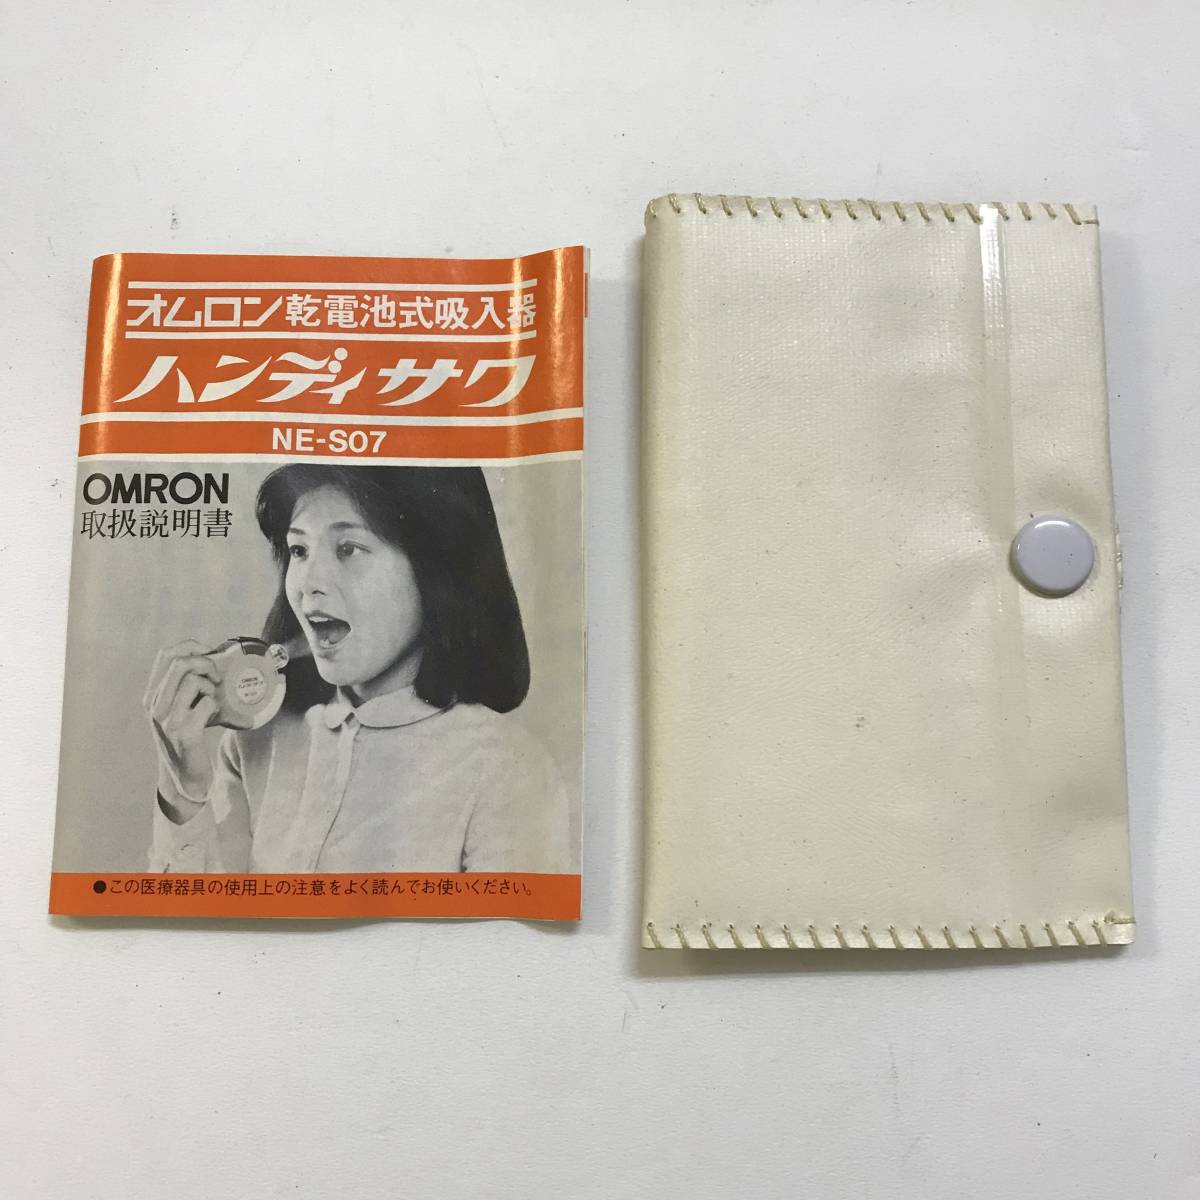 オムロン乾電池式吸入器
ハンディサワ
NE-S07
OMRON
取扱説明書
OMRON
●この医療器具の使用上の注意をよく読んでお使いください。